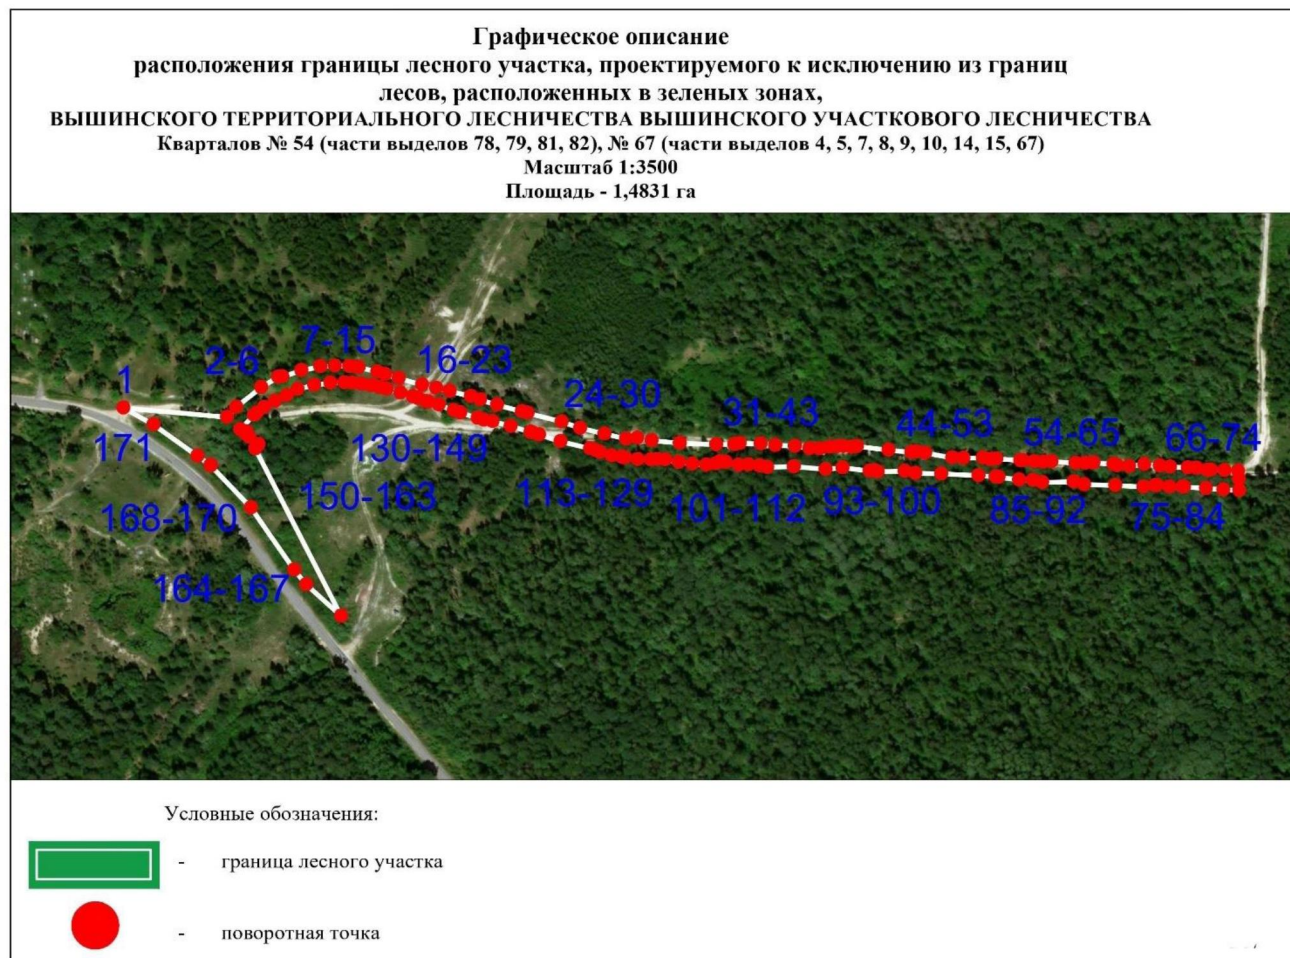 Графическое описание
расположения границы лесного участка, проектируемого к исключению из границ
лесов, расположенных в зеленых зонах,
ВЫШИНСКОГО ТЕРРИТОРИАЛЬНОГО ЛЕСНИЧЕСТВА ВЫШИНСКОГО УЧАСТКОВОГО ЛЕСНИЧЕСТВА
Кварталов № 54 (части выделов 78, 79, 81, 82), № 67 (части выделов 4, 5, 7, 8, 9, 10, 14, 15, 67)
Масштаб 1:3500
Площадь - 1,4831 га
7-15
2-6
16-23
1
24-30
31-43
44-53
54-65
66-74
171
130-149
150-163
113-129
101-112
93-100
85-92
75-84
168-170
164-167
Условные обозначения:
- граница лесного участка
- поворотная точка